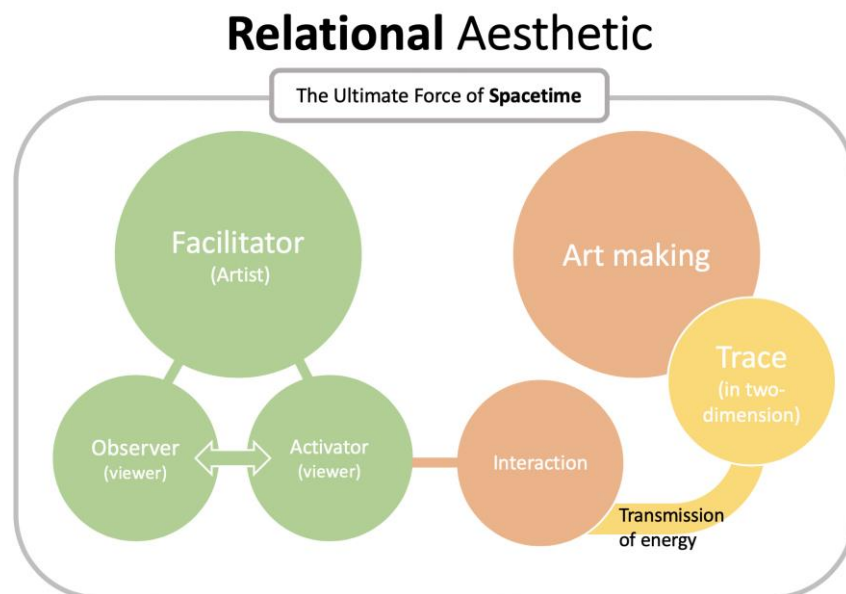 Relational Aesthetic
The Ultimate Force of Spacetime
Facilitator
(Artist)
Observer
(viewer)
Activator
(viewer)
Interaction
Art making
Trace
(in two-
dimension)
Transmission
of energy